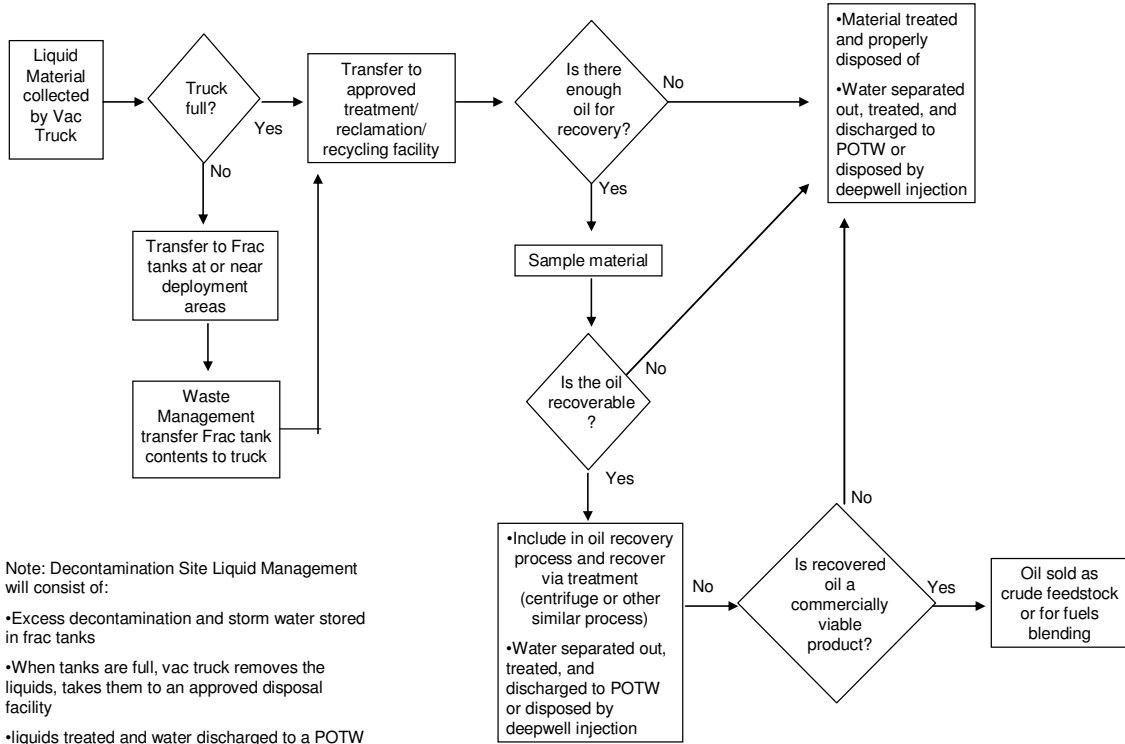 Liquid
Material
collected
by Vac
Truck
Truck
full?
Yes
No
Transfer to
approved
treatment/
reclamation/
recycling facility
Transfer to Frac
tanks at or near
deployment
areas
Waste
Management
transfer Frac tank
contents to truck
Is there
enough
oil for
recovery?
No
Yes
•Material treated
and properly
disposed of
•Water separated
out, treated, and
discharged to
POTW or
disposed by
deepwell injection
Sample material
Is the oil
recoverable
?
No
Yes
•Include in oil recovery
process and recover
via treatment
(centrifuge or other
similar process)
•Water separated out,
treated, and
discharged to POTW
or disposed by
deepwell injection
No
Is recovered
oil a
commercially
viable
product?
No
Yes
Oil sold as
crude feedstock
or for fuels
blending
Note: Decontamination Site Liquid Management
will consist of:
•Excess decontamination and storm water stored
in frac tanks
•When tanks are full, vac truck removes the
liquids, takes them to an approved disposal
facility
•liquids treated and water discharged to a POTW